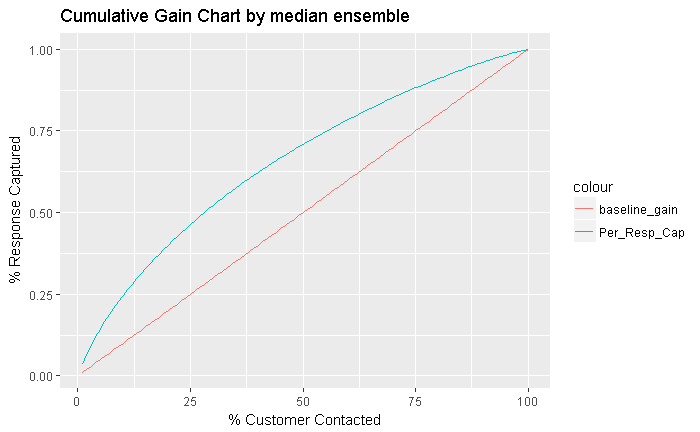 Cumulative Gain Chart by median ensemble
1.00
0.75
0.50
0.25
0.00
% Response Captured
0
25
50
75
100
% Customer Contacted
colour
baseline_gain
Per_Resp_Cap